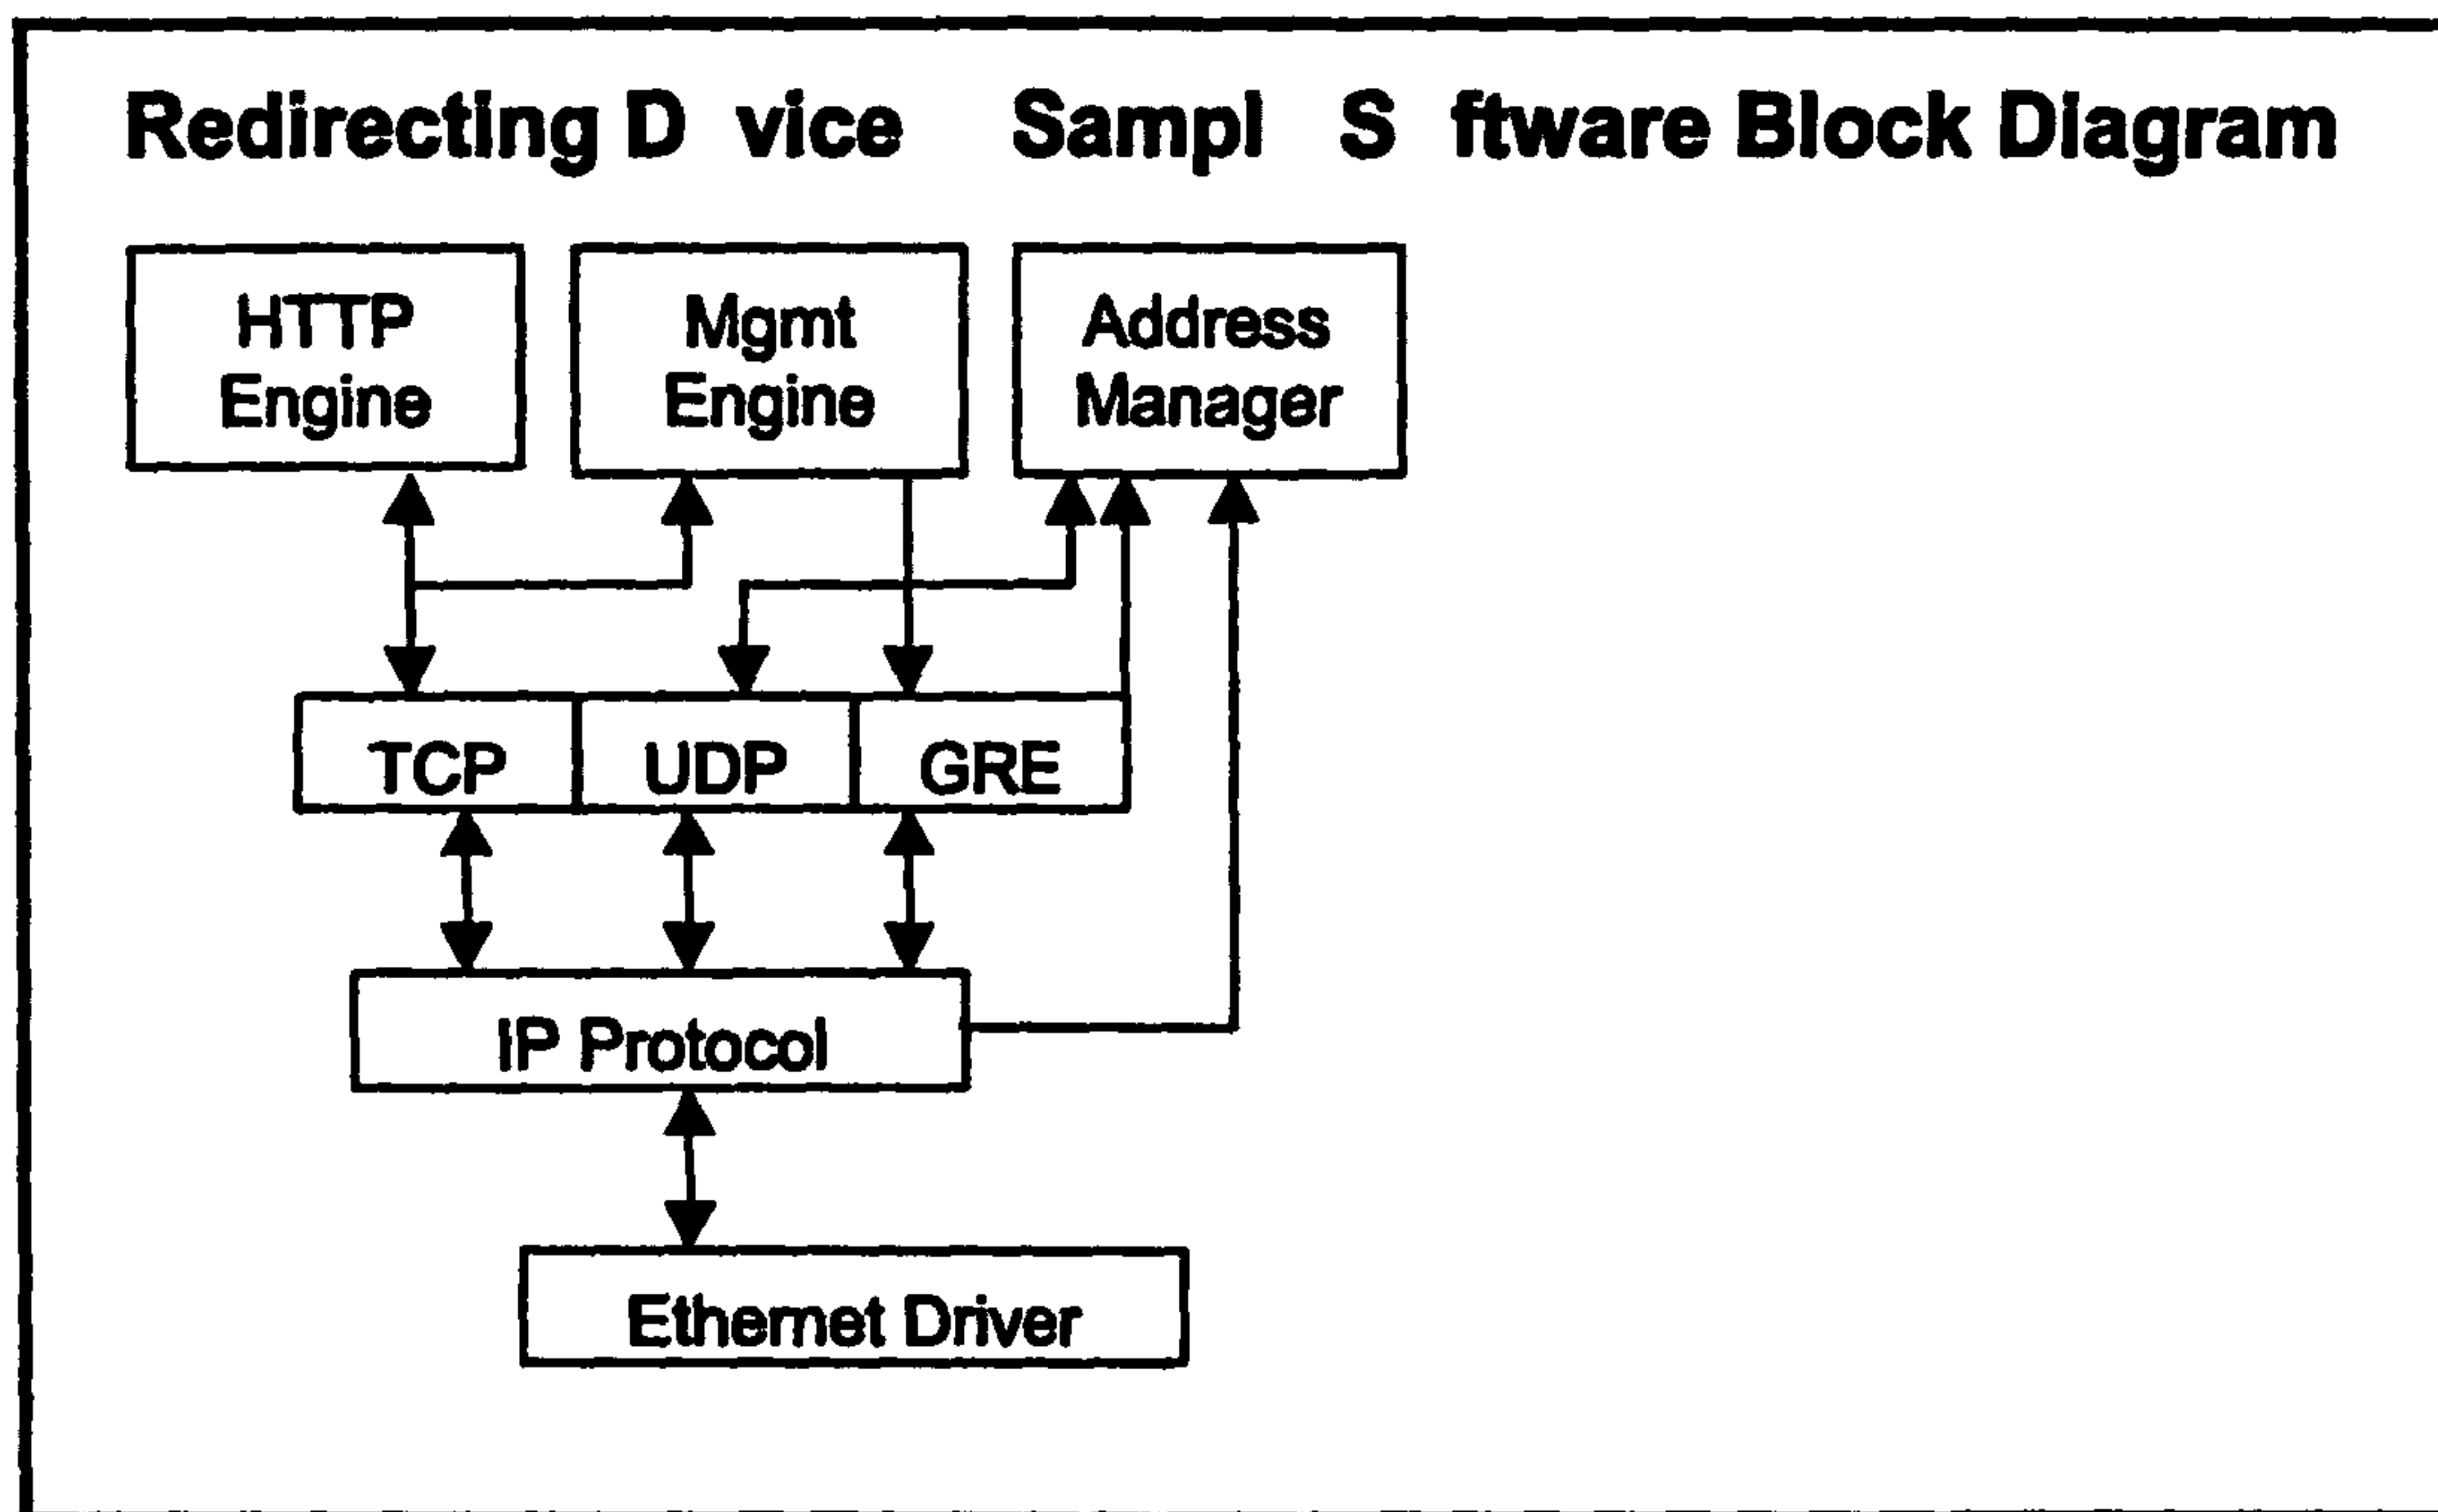 Redirecting D vice Sampl S ftware Block Diagram
HTTP
Engine
Mgmt
Engine
Address
Manager
TCP
UDP
GRE
IP Protocol
Ethernet Driver